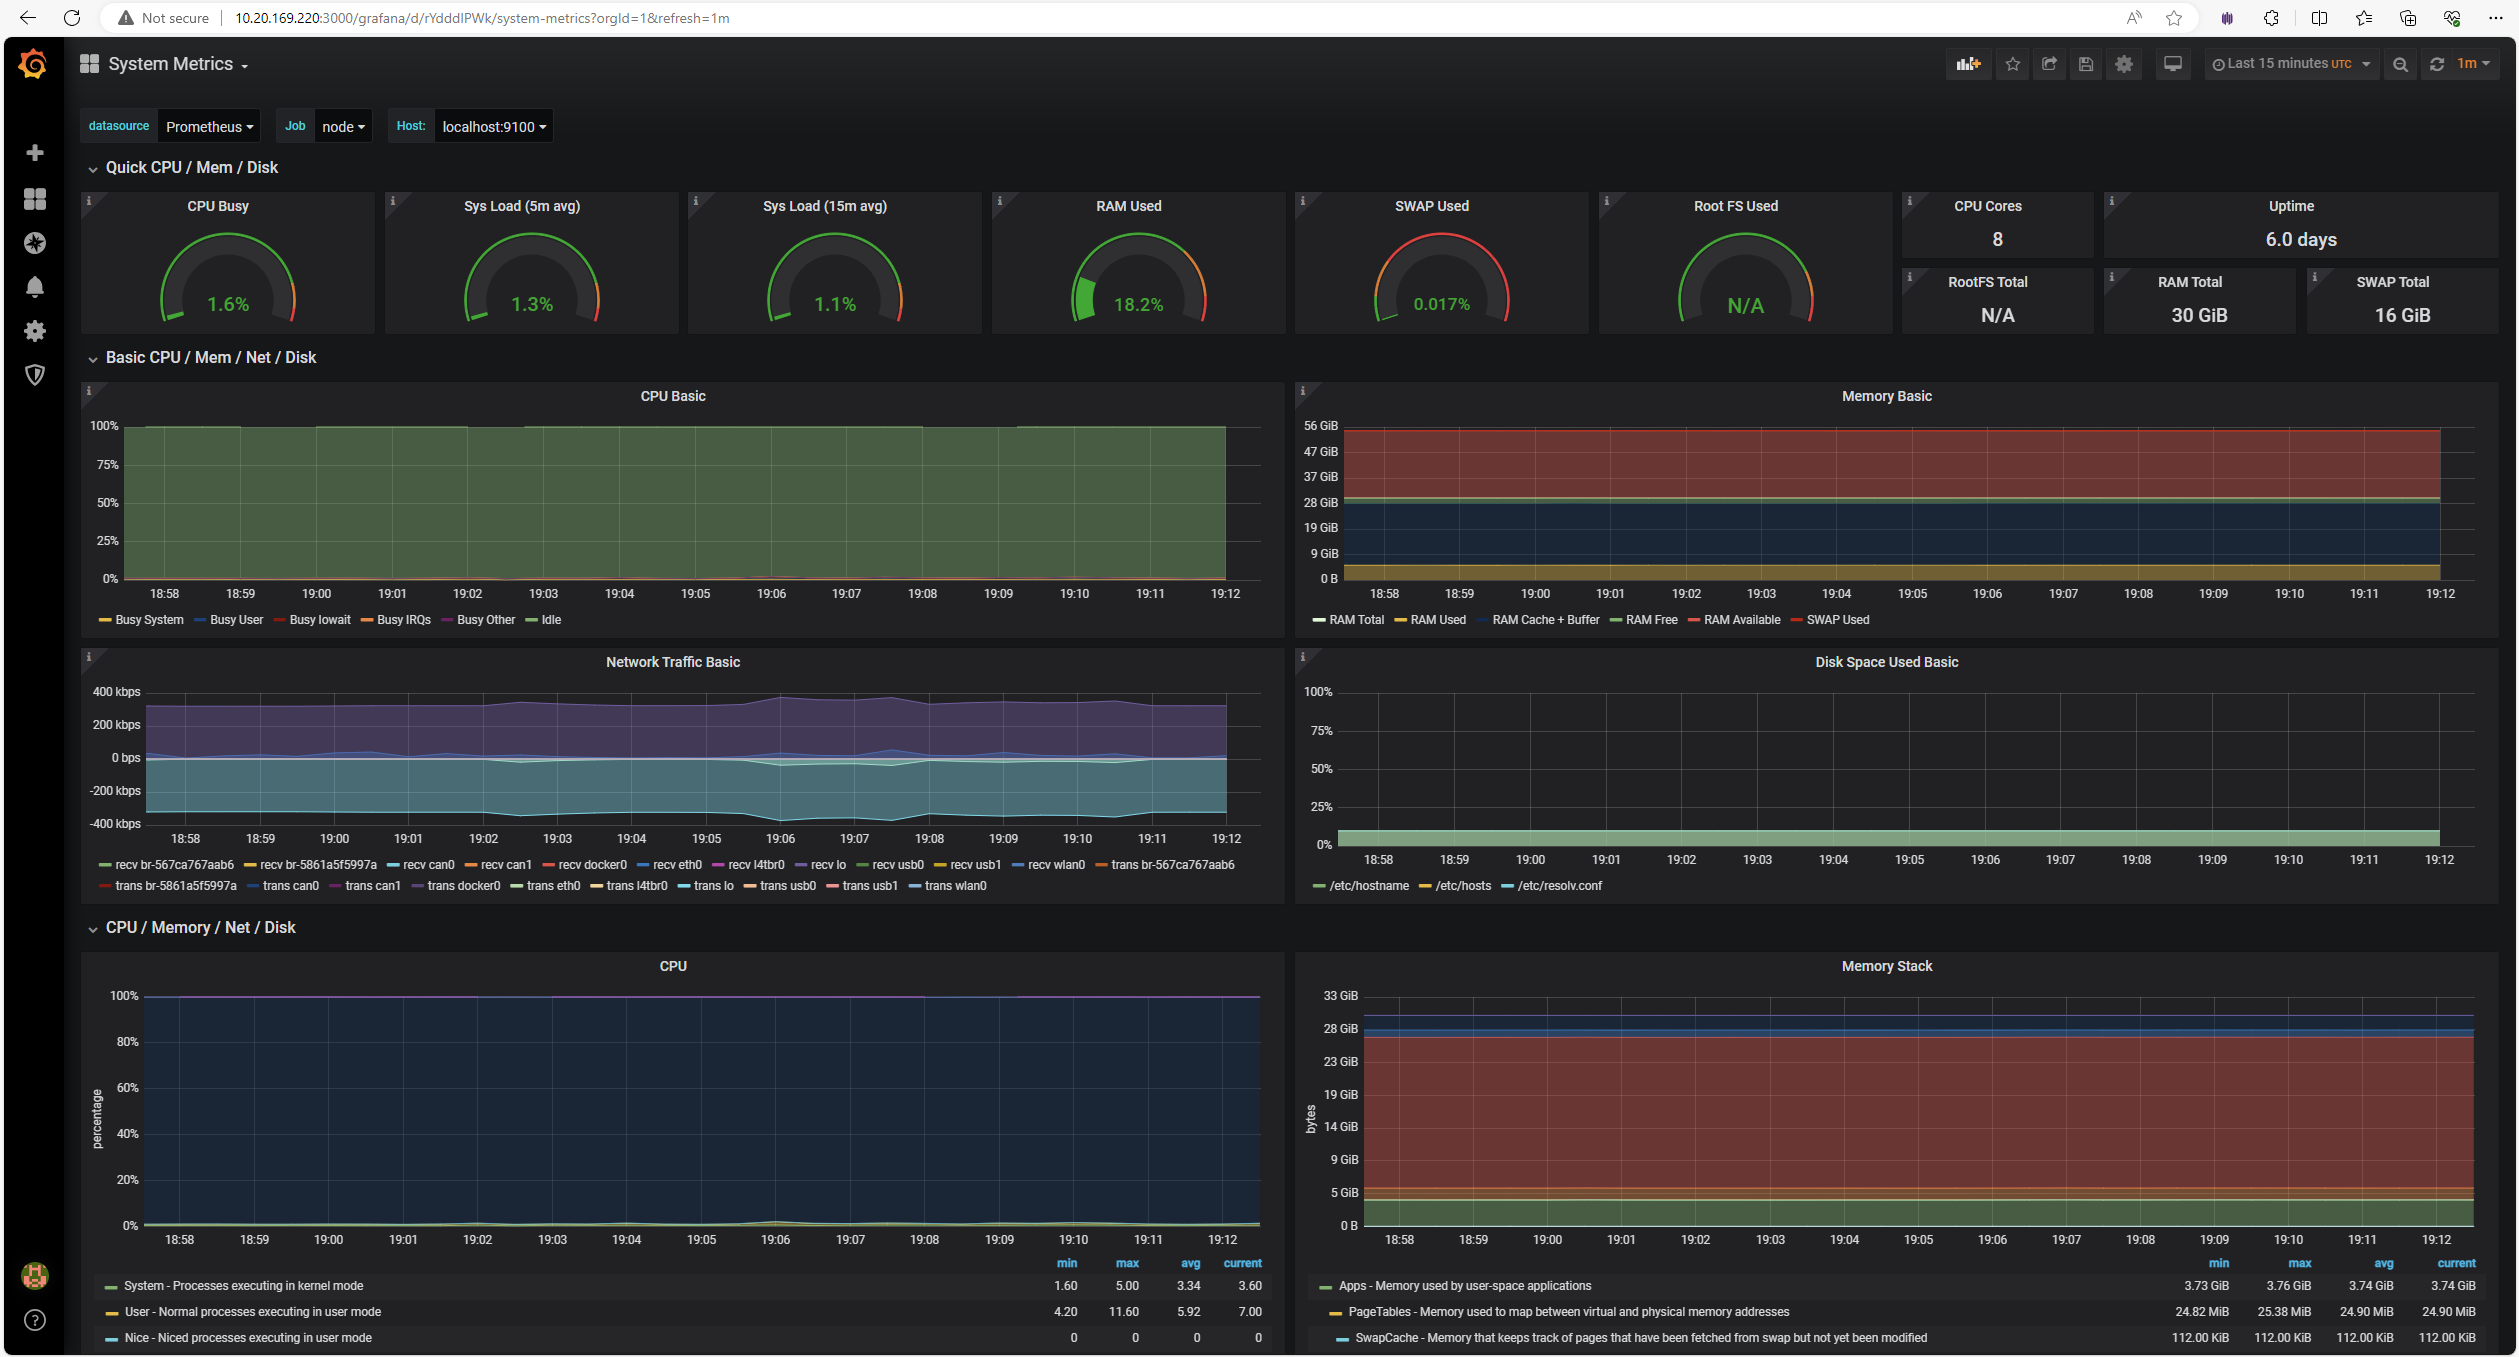 Not secure 10.20.169.220:3000/grafana/d/rYdddlPWk/system-metrics?orgId=1&refresh=1m
System Metrics
Last 15 minutes UTC 1m
datasource Prometheus Job node Host: localhost:9100
Quick CPU / Mem / Disk
CPU Busy
1.6%
Sys Load (5m avg)
1.3%
Sys Load (15m avg)
1.1%
RAM Used
18.2%
SWAP Used
0.017%
Root FS Used
N/A
CPU Cores
8
Uptime
6.0 days
RootFS Total
N/A
RAM Total
30 GiB
SWAP Total
16 GiB
Basic CPU / Mem / Net / Disk
CPU Basic
100%
75%
50%
25%
0%
18:58 18:59 19:00 19:01 19:02 19:03 19:04 19:05 19:06 19:07 19:08 19:09 19:10 19:11 19:12
Busy System Busy User Busy Iowait Busy IRQs Busy Other Idle
Memory Basic
56 GiB
47 GiB
37 GiB
28 GiB
19 GiB
9 GiB
0 B
18:58 18:59 19:00 19:01 19:02 19:03 19:04 19:05 19:06 19:07 19:08 19:09 19:10 19:11 19:12
RAM Total RAM Used RAM Cache + Buffer RAM Free RAM Available SWAP Used
Network Traffic Basic
400 kbps
200 kbps
0 bps
-200 kbps
-400 kbps
18:58 18:59 19:00 19:01 19:02 19:03 19:04 19:05 19:06 19:07 19:08 19:09 19:10 19:11 19:12
recv br-567ca767aab6 recv br-5861a5f5997a recv can0 recv can1 recv docker0 recv eth0 recv l4tbr0 recv lo recv usb0 recv usb1 recv wlan0 trans br-567ca767aab6
trans br-5861a5f5997a trans can0 trans can1 trans docker0 trans eth0 trans l4tbr0 trans lo trans usb0 trans usb1 trans wlan0
Disk Space Used Basic
100%
75%
50%
25%
0%
18:58 18:59 19:00 19:01 19:02 19:03 19:04 19:05 19:06 19:07 19:08 19:09 19:10 19:11 19:12
/etc/hostname /etc/hosts /etc/resolv.conf
CPU / Memory / Net / Disk
CPU
percentage
100%
80%
60%
40%
20%
0%
18:58 18:59 19:00 19:01 19:02 19:03 19:04 19:05 19:06 19:07 19:08 19:09 19:10 19:11 19:12
min max avg current
System - Processes executing in kernel mode 1.60 5.00 3.34 3.60
User - Normal processes executing in user mode 4.20 11.60 5.92 7.00
Nice - Niced processes executing in user mode 0 0 0 0
Memory Stack
bytes
33 GiB
28 GiB
23 GiB
19 GiB
14 GiB
9 GiB
5 GiB
0 B
18:58 18:59 19:00 19:01 19:02 19:03 19:04 19:05 19:06 19:07 19:08 19:09 19:10 19:11 19:12
min max avg current
Apps - Memory used by user-space applications 3.73 GiB 3.76 GiB 3.74 GiB 3.74 GiB
PageTables - Memory used to map between virtual and physical memory addresses 24.82 MiB 25.38 MiB 24.90 MiB 24.90 MiB
SwapCache - Memory that keeps track of pages that have been fetched from swap but not yet been modified 112.00 KiB 112.00 KiB 112.00 KiB 112.00 KiB